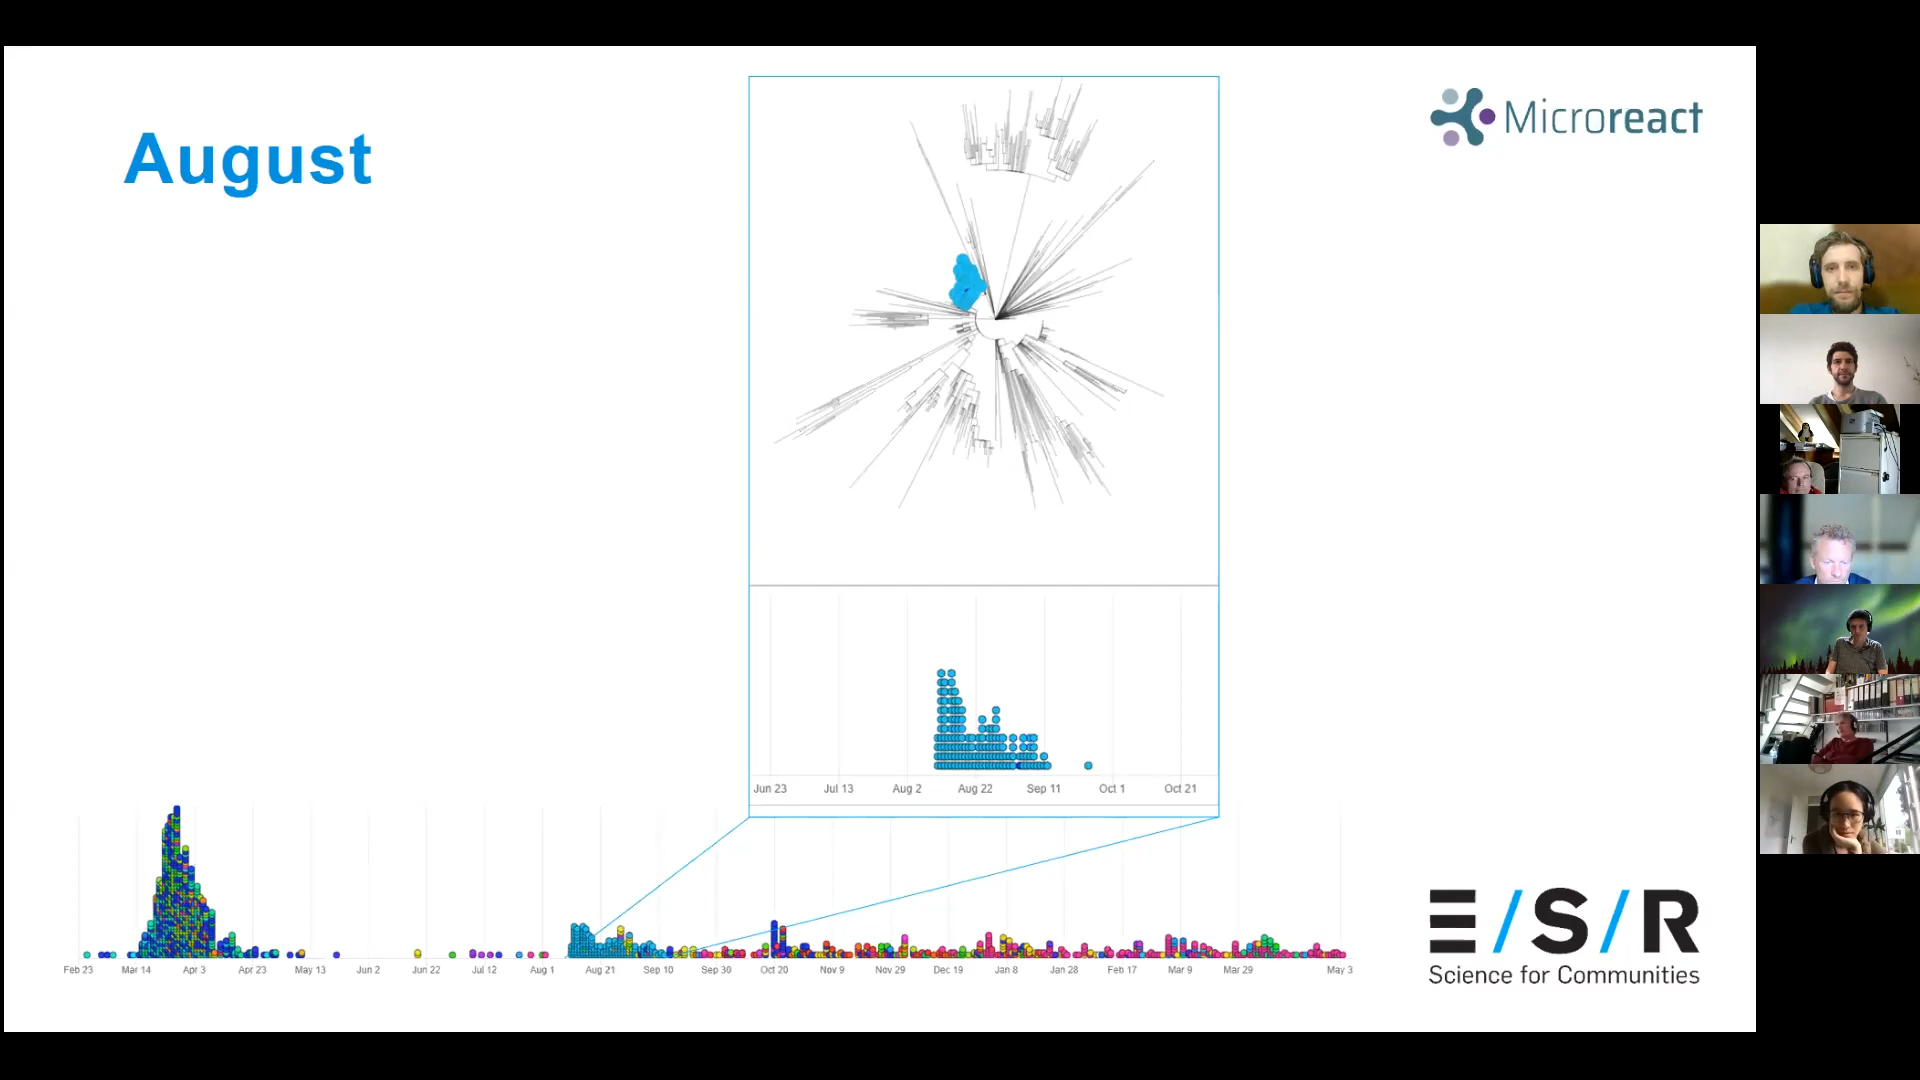 August
Microreact
Jun 23 Jul 13 Aug 2 Aug 22 Sep 11 Oct 1 Oct 21
Feb 23 Mar 14 Apr 3 Apr 23 May 13 Jun 2 Jun 22 Jul 12 Aug 1 Aug 21 Sep 10 Sep 30 Oct 20 Nov 9 Nov 29 Dec 19 Jan 8 Jan 28 Feb 17 Mar 9 Mar 29 May 3
E/S/R
Science for Communities